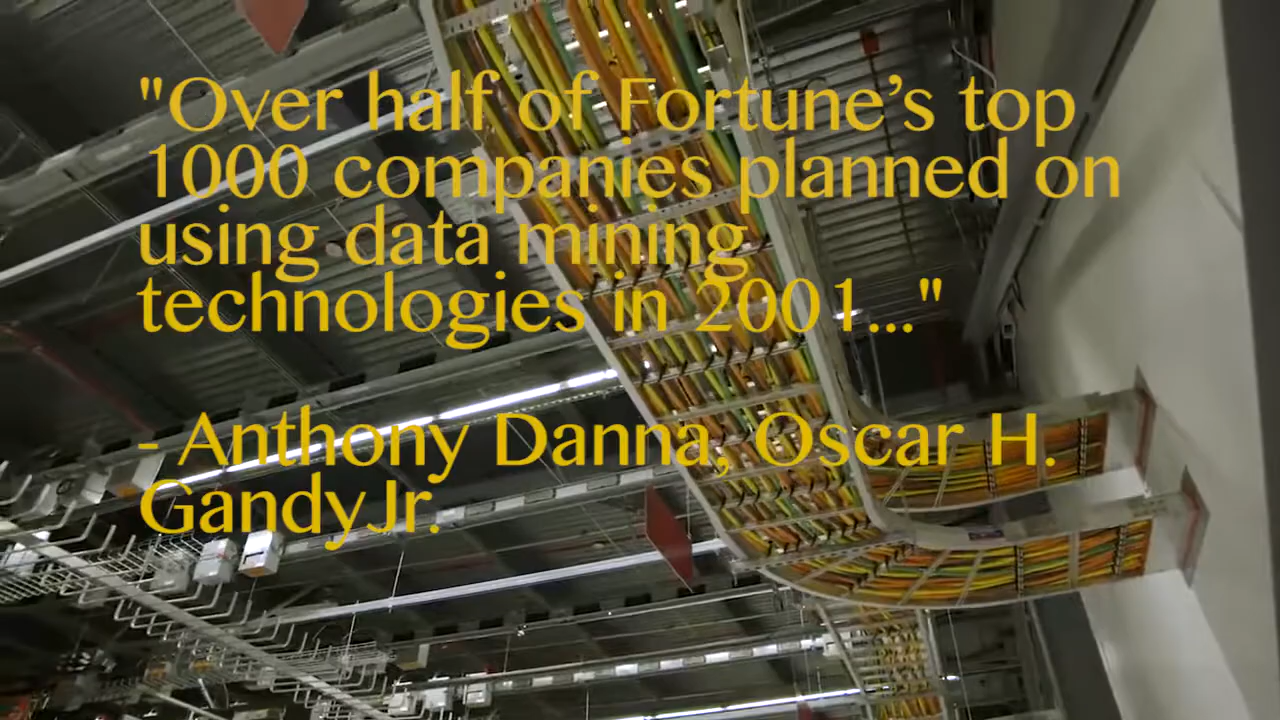 "Over half of Fortune’s top
1000 companies planned on
using data mining
technologies in 2001..."
- Anthony Danna, Oscar H.
Gandy Jr.